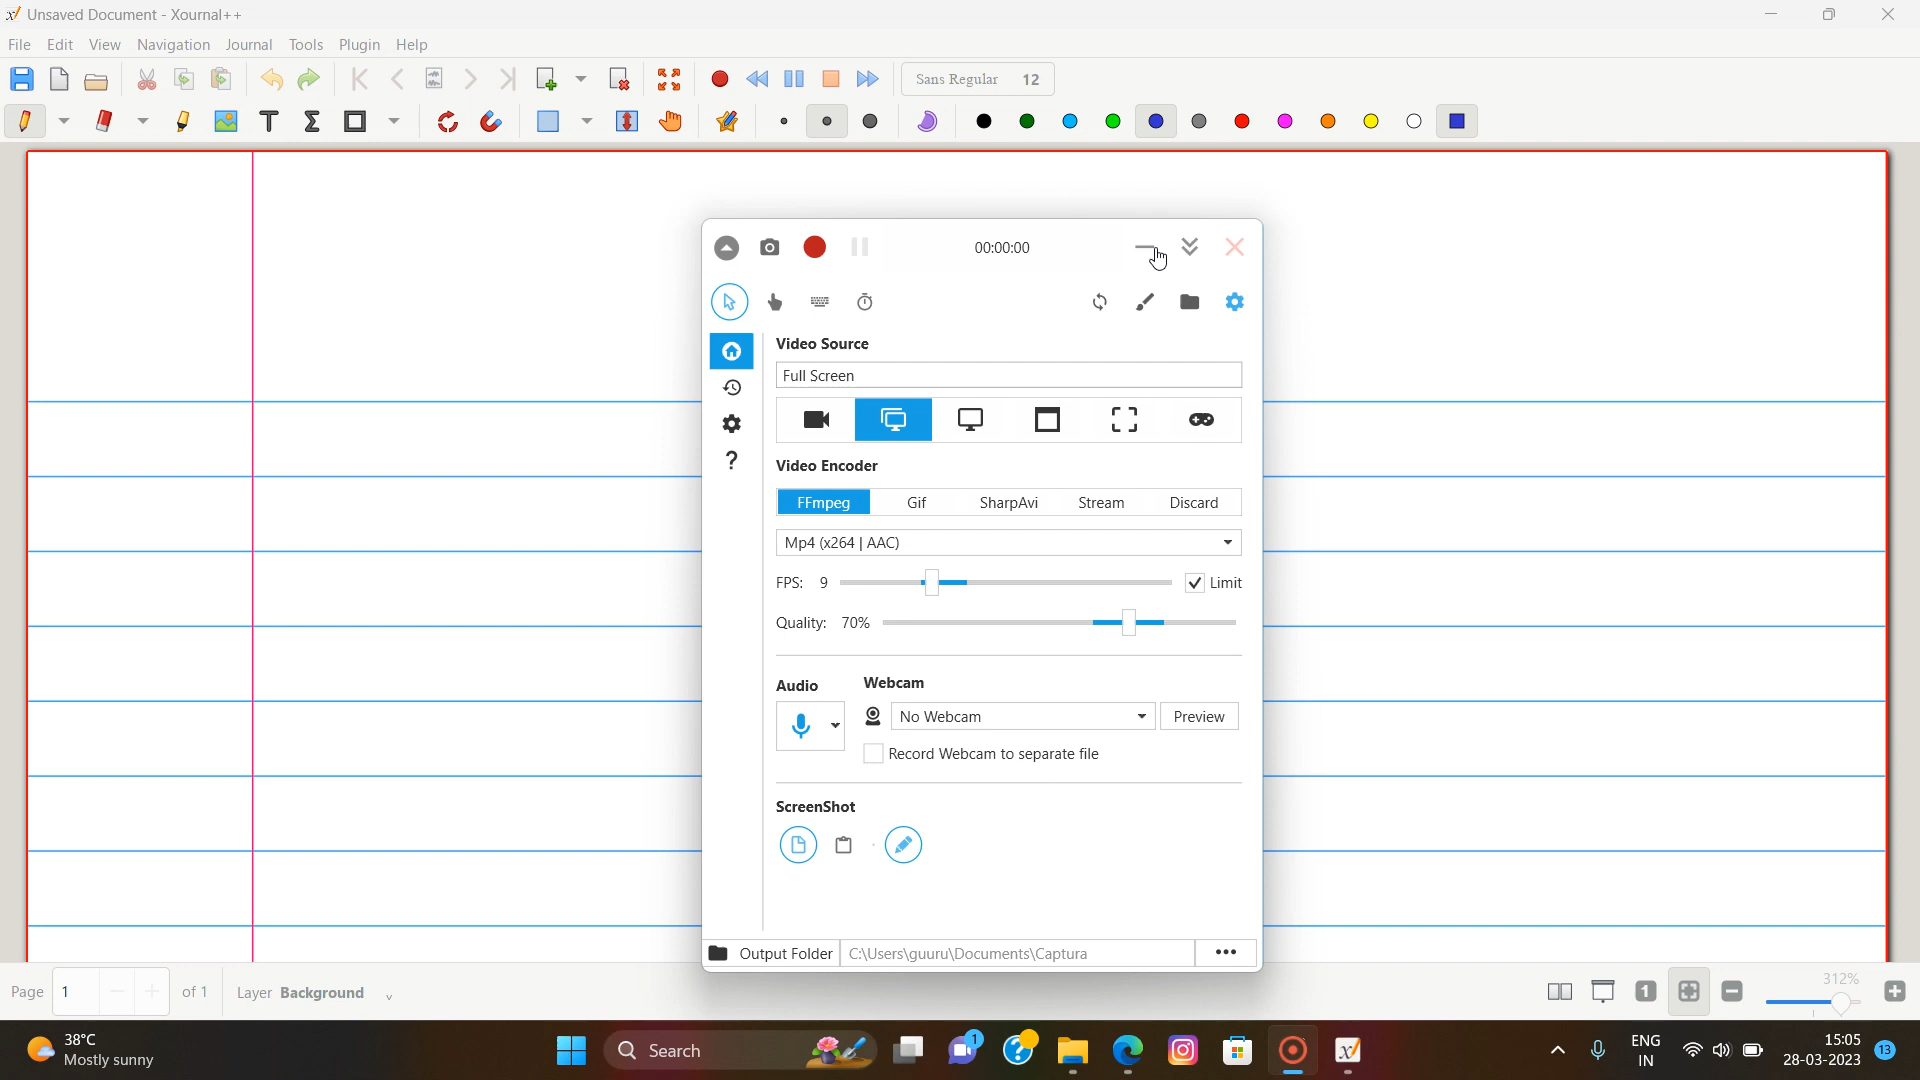 Unsaved Document - Xournal++
File Edit View Navigation Journal Tools Plugin Help
Sans Regular 12
00:00:00
Video Source
Full Screen
Video Encoder
FFmpeg Gif SharpAvi Stream Discard
Mp4 (x264 | AAC)
FPS: 9 Limit
Quality: 70%
Audio Webcam
No Webcam Preview
Record Webcam to separate file
ScreenShot
Output Folder C:\Users\guuru\Documents\Captura •••
Page 1 of 1 Layer Background 1 312%
38°C
Mostly sunny
Search
1
ENG
IN
15:05
28-03-2023
13